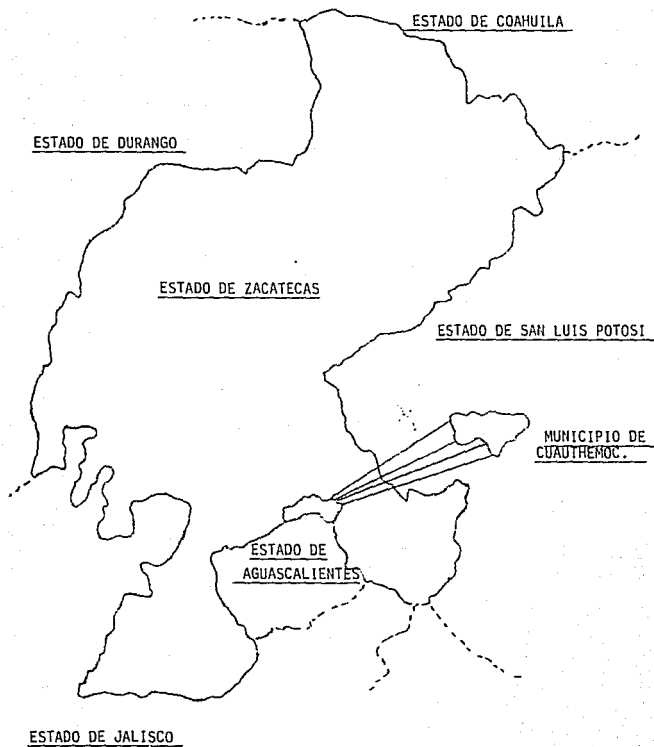 ESTADO DE COAHUILA
ESTADO DE DURANGO
ESTADO DE ZACATECAS
ESTADO DE SAN LUIS POTOSI
MUNICIPIO DE
CUAUTHEMOC.
ESTADO DE
AGUASCALIENTES
ESTADO DE JALISCO